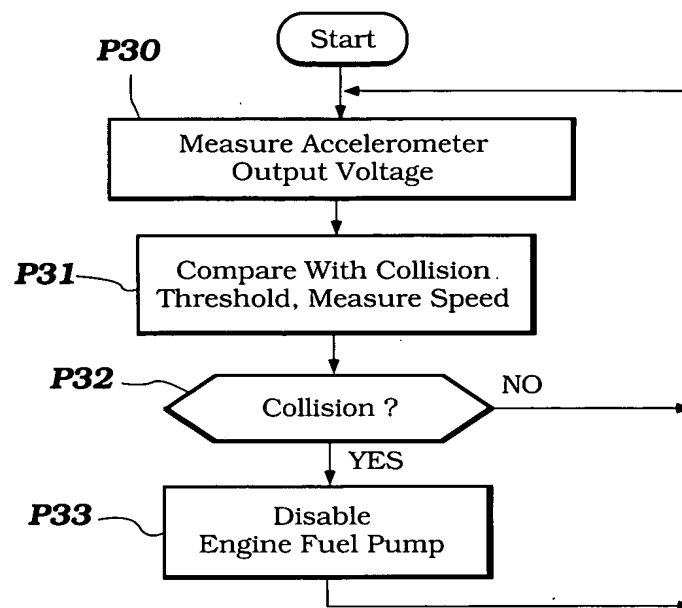 Start
P30
Measure Accelerometer
Output Voltage
P31
Compare With Collision
Threshold, Measure Speed
P32
Collision ?
NO
YES
P33
Disable
Engine Fuel Pump